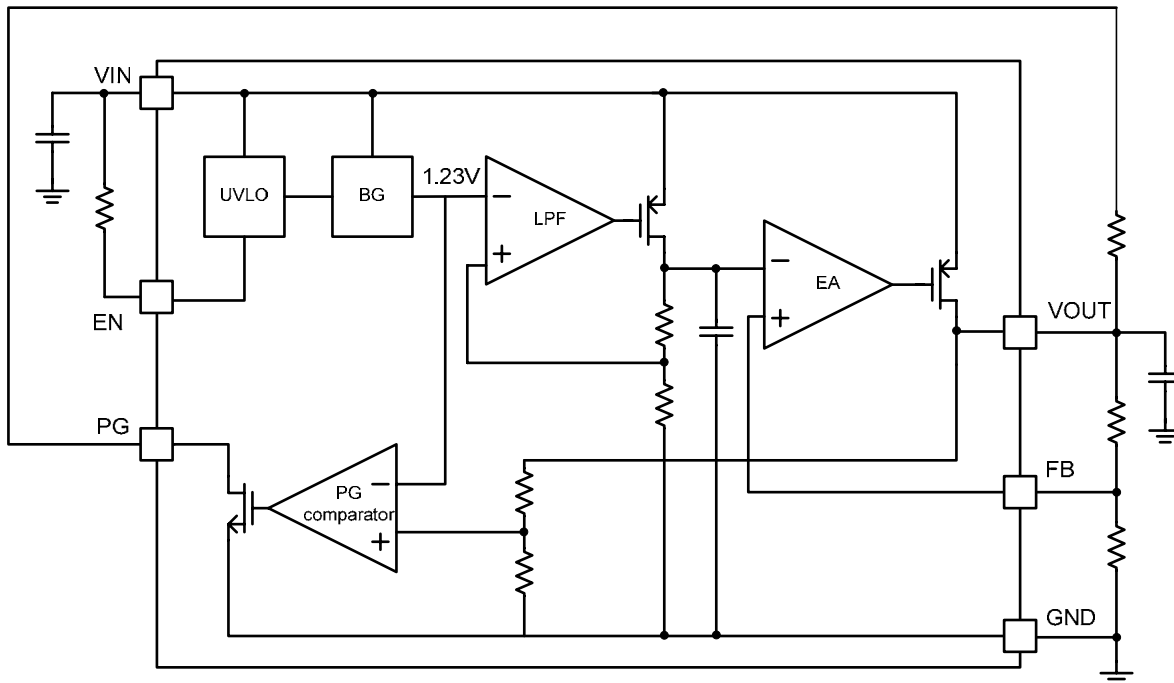 VIN
UVLO
BG
1.23V
−
LPF
+
EN
−
EA
+
VOUT
PG
−
PG
comparator
+
FB
GND